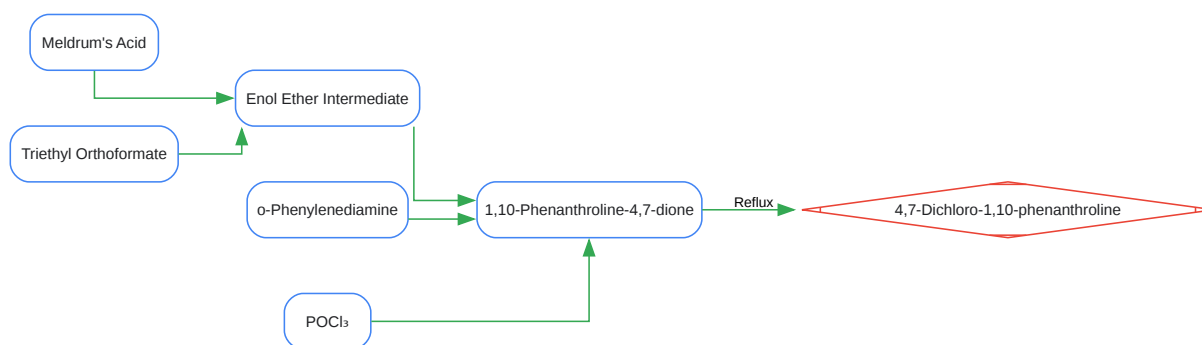 Meldrum's Acid
Enol Ether Intermediate
Triethyl Orthoformate
o-Phenylenediamine
1,10-Phenanthroline-4,7-dione
Reflux
4,7-Dichloro-1,10-phenanthroline
POCl₃